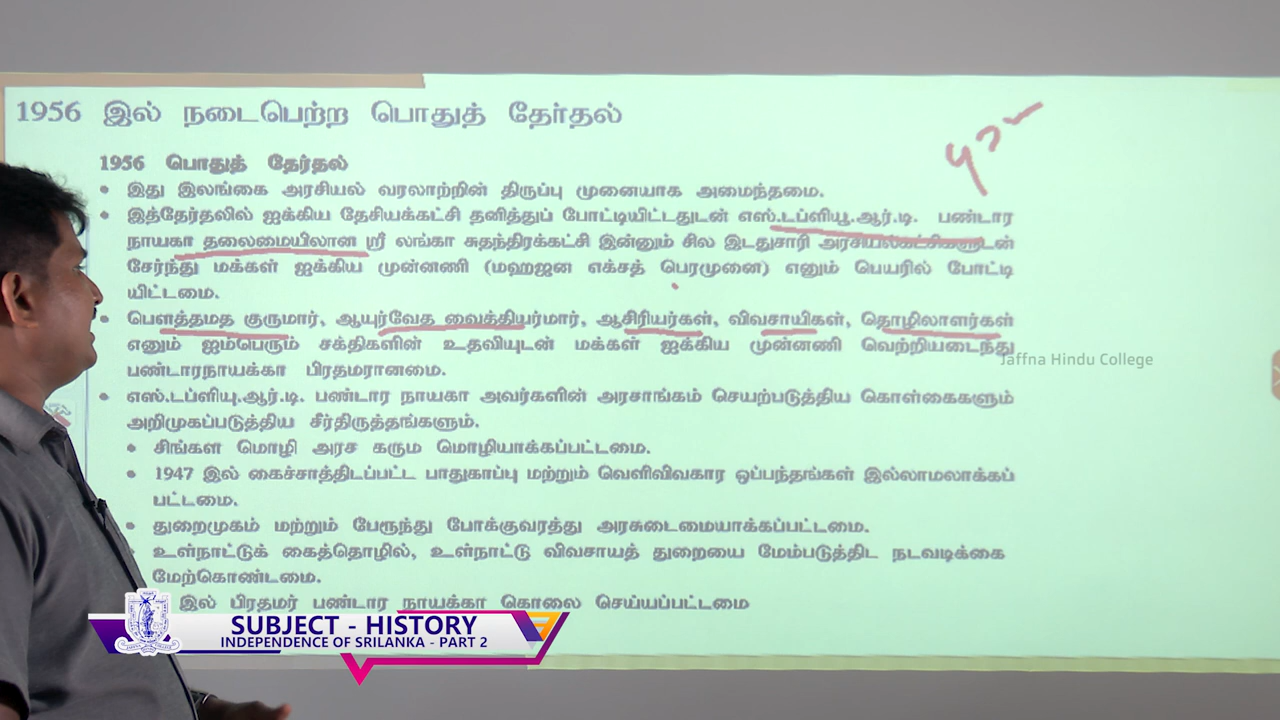 1956 இல் நடைபெற்ற பொதுத் தேர்தல்
1956 பொதுத் தேர்தல்
• இது இலங்கை அரசியல் வரலாற்றின் திருப்பு முனையாக அமைந்தமை.
• இத்தேர்தலில் ஐக்கிய தேசியக்கட்சி தனித்துப் போட்டியிட்டதுடன் எஸ்.டப்ளியூ.ஆர்.டி. பண்டார
நாயகா தலைமையிலான ஸ்ரீ லங்கா சுதந்திரக்கட்சி இன்னும் சில இடதுசாரி அரசியல்கட்சிகளுடன்
சேர்ந்து மக்கள் ஐக்கிய முன்னணி (மஹஜன எக்சத் பெரமுனை) எனும் பெயரில் போட்டி
யிட்டமை.
• பௌத்தமத குருமார், ஆயுர்வேத வைத்தியர்மார், ஆசிரியர்கள், விவசாயிகள், தொழிலாளர்கள்
எனும் ஐம்பெரும் சக்திகளின் உதவியுடன் மக்கள் ஐக்கிய முன்னணி வெற்றியடைந்து
Jaffna Hindu College
பண்டாரநாயக்கா பிரதமரானமை.
• எஸ்.டப்ளியு.ஆர்.டி. பண்டார நாயகா அவர்களின் அரசாங்கம் செயற்படுத்திய கொள்கைகளும்
அறிமுகப்படுத்திய சீர்திருத்தங்களும்.
• சிங்கள மொழி அரச கரும மொழியாக்கப்பட்டமை.
• 1947 இல் கைச்சாத்திடப்பட்ட பாதுகாப்பு மற்றும் வெளிவிவகார ஒப்பந்தங்கள் இல்லாமலாக்கப்
பட்டமை.
• துறைமுகம் மற்றும் பேரூந்து போக்குவரத்து அரசுடைமையாக்கப்பட்டமை.
• உள்நாட்டுக் கைத்தொழில், உள்நாட்டு விவசாயத் துறையை மேம்படுத்திட நடவடிக்கை
மேற்கொண்டமை.
இல் பிரதமர் பண்டார நாயக்கா கொலை செய்யப்பட்டமை
SUBJECT - HISTORY
INDEPENDENCE OF SRILANKA - PART 2